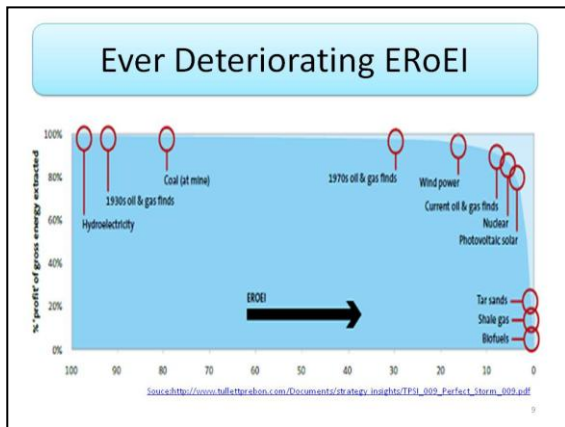 Ever Deteriorating ERoEI
% 'profit' of gross energy extracted
100%
80%
60%
40%
20%
0%
Hydroelectricity
1930s oil & gas finds
Coal (at mine)
1970s oil & gas finds
Wind power
Current oil & gas finds
Nuclear
Photovoltaic solar
Tar sands
Shale gas
Biofuels
EROEI
100 90 80 70 60 50 40 30 20 10 0
Souce:http://www.tullettprebon.com/Documents/strategy_insights/TPSI_009_Perfect_Storm_009.pdf
9